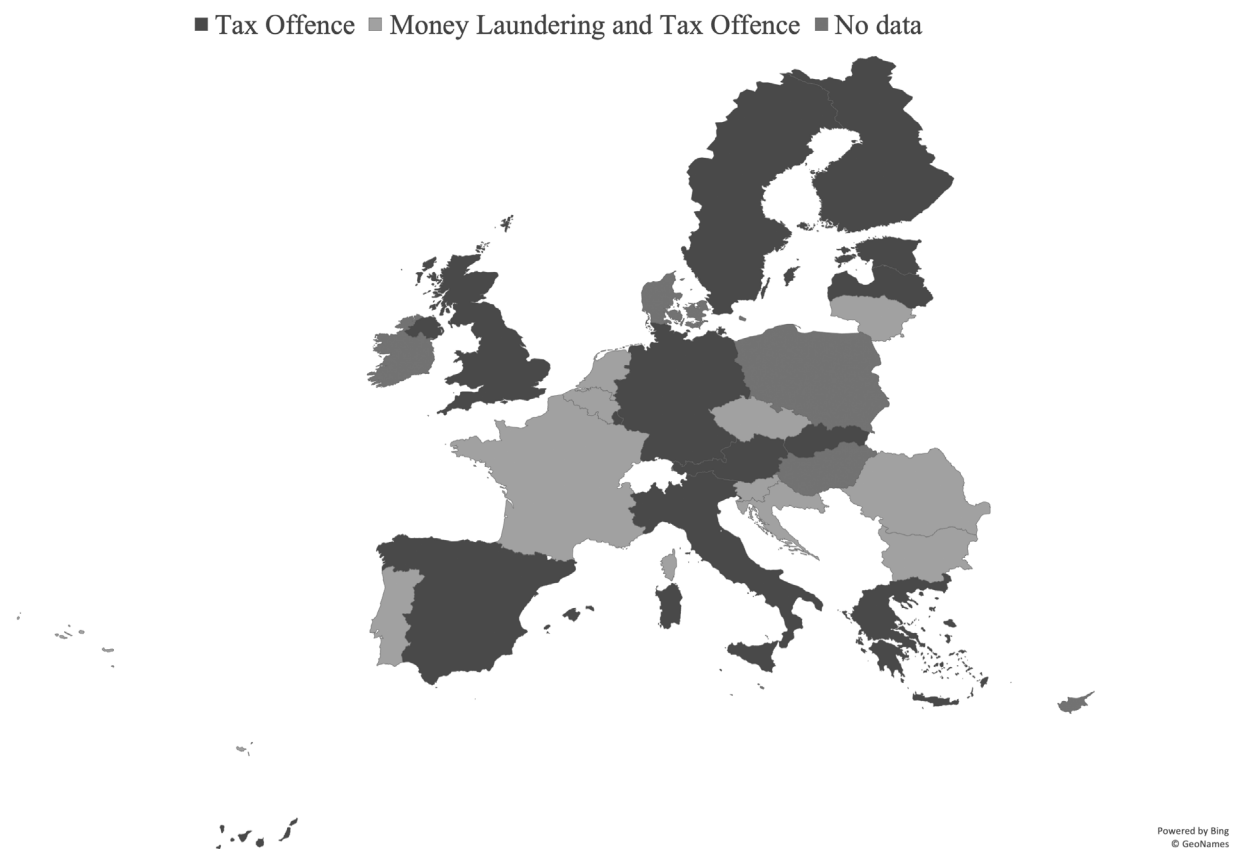 Tax Offence Money Laundering and Tax Offence No data
Powered by Bing
© GeoNames